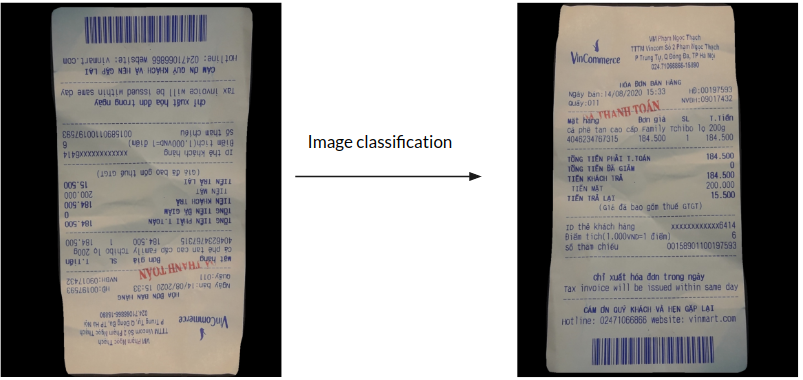 Image classification
VinCommerce
VM Phạm Ngọc Thạch
TTTM Vincom Số 2 Phạm Ngọc Thạch
P Trung Tự, Q Đống Đa, TP Hà Nội
024.71066866-16890
HÓA ĐƠN BÁN HÀNG
Ngày bán:14/08/2020 15:33 HĐ:00197593
Quầy:011 NVBH:09017432
ĐÃ THANH TOÁN
Mặt hàng Đơn giá SL T.Tiền
Cà phê tan cao cấp Family Tchibo lọ 200g
4046234767315 184.500 1 184.500
TỔNG TIỀN PHẢI T.TOÁN 184.500
TỔNG TIỀN ĐÃ GIẢM 0
TIỀN KHÁCH TRẢ 184.500
TIỀN MẶT 200.000
TIỀN TRẢ LẠI 15.500
(Giá đã bao gồm thuế GTGT)
ID thẻ khách hàng xxxxxxxxxxxx6414
Điểm tích(1.000VND=1 điểm) 6
Số tham chiếu 00158901100197593
chỉ xuất hóa đơn trong ngày
Tax invoice will be issued within same day
CẢM ƠN QUÝ KHÁCH VÀ HẸN GẶP LẠI
Hotline: 02471066866 Website: vinmart.com